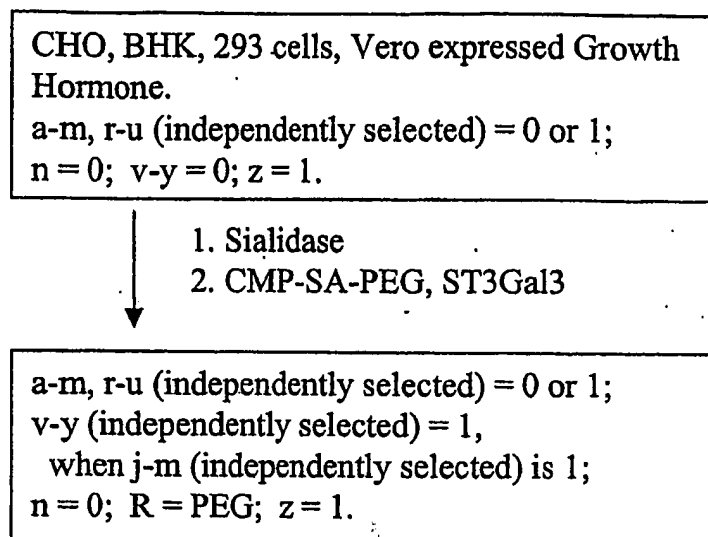 CHO, BHK, 293 cells, Vero expressed Growth
Hormone.
a-m, r-u (independently selected) = 0 or 1;
n = 0; v-y = 0; z = 1.
1. Sialidase
2. CMP-SA-PEG, ST3Gal3
a-m, r-u (independently selected) = 0 or 1;
v-y (independently selected) = 1,
when j-m (independently selected) is 1;
n = 0; R = PEG; z = 1.